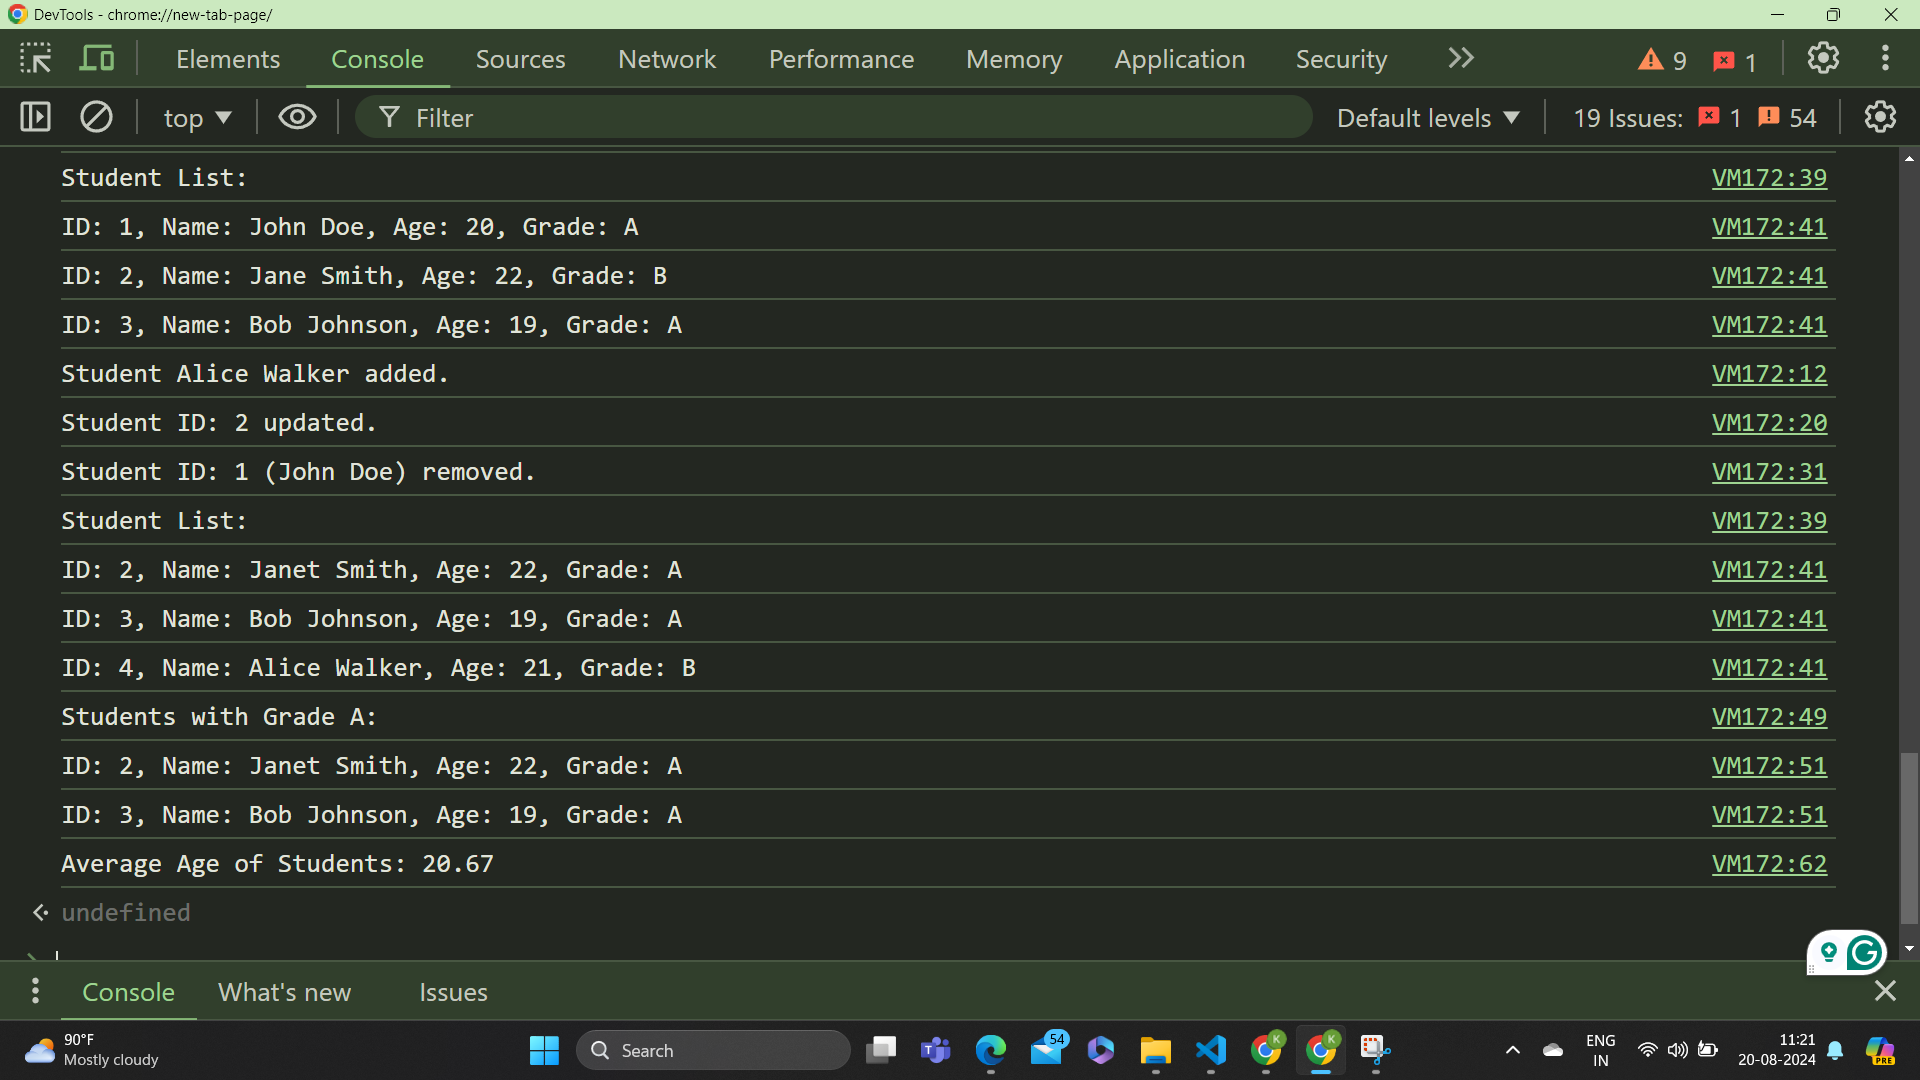 DevTools - chrome://new-tab-page/
Elements Console Sources Network Performance Memory Application Security 9 1
top Filter Default levels 19 Issues: 1 54
Student List: VM172:39
ID: 1, Name: John Doe, Age: 20, Grade: A VM172:41
ID: 2, Name: Jane Smith, Age: 22, Grade: B VM172:41
ID: 3, Name: Bob Johnson, Age: 19, Grade: A VM172:41
Student Alice Walker added. VM172:12
Student ID: 2 updated. VM172:20
Student ID: 1 (John Doe) removed. VM172:31
Student List: VM172:39
ID: 2, Name: Janet Smith, Age: 22, Grade: A VM172:41
ID: 3, Name: Bob Johnson, Age: 19, Grade: A VM172:41
ID: 4, Name: Alice Walker, Age: 21, Grade: B VM172:41
Students with Grade A: VM172:49
ID: 2, Name: Janet Smith, Age: 22, Grade: A VM172:51
ID: 3, Name: Bob Johnson, Age: 19, Grade: A VM172:51
Average Age of Students: 20.67 VM172:62
undefined
Console What's new Issues
90°F
Mostly cloudy
Search
54
K
K
ENG
IN
11:21
20-08-2024
PRE